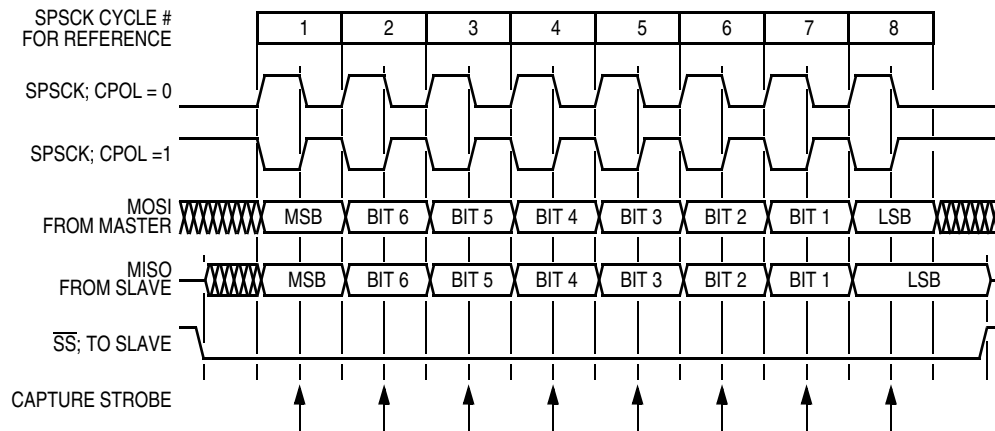 SPSCK CYCLE #
FOR REFERENCE
1 2 3 4 5 6 7 8
SPSCK; CPOL = 0
SPSCK; CPOL =1
MOSI
FROM MASTER
MSB BIT 6 BIT 5 BIT 4 BIT 3 BIT 2 BIT 1 LSB
MISO
FROM SLAVE
MSB BIT 6 BIT 5 BIT 4 BIT 3 BIT 2 BIT 1 LSB
S̅S̅; TO SLAVE
CAPTURE STROBE